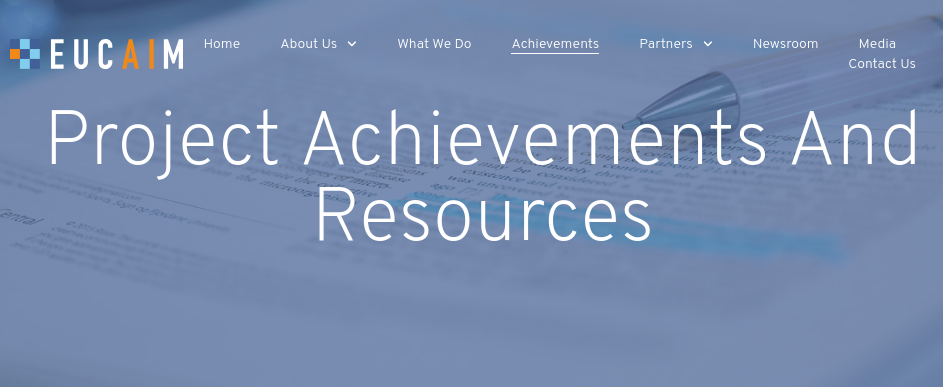 EUCAIM
Home About Us What We Do Achievements Partners Newsroom Media
Contact Us
Project Achievements And
Resources